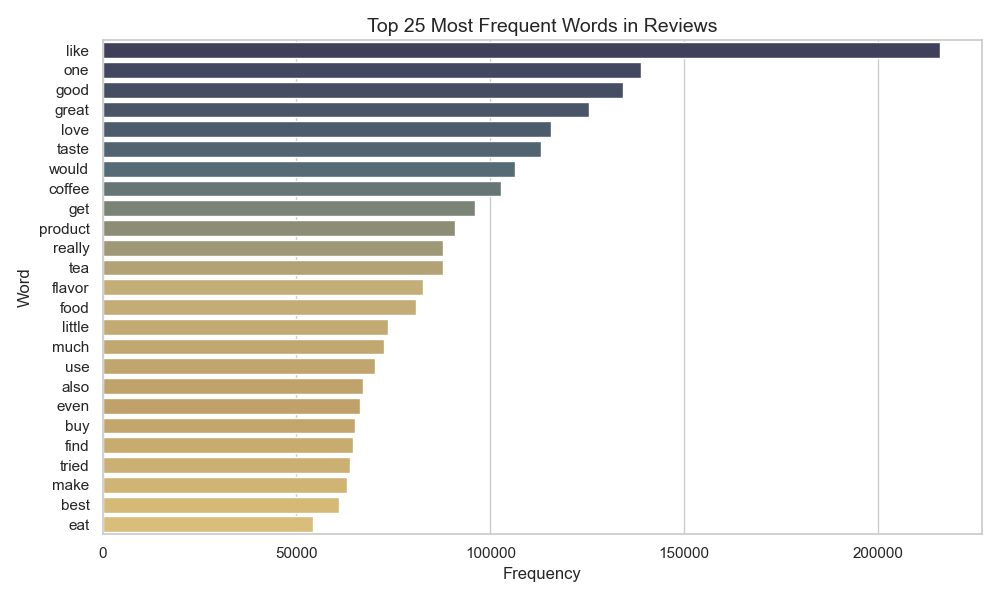 Top 25 Most Frequent Words in Reviews
like
one
good
great
love
taste
would
coffee
get
product
really
tea
flavor
food
little
much
use
also
even
buy
find
tried
make
best
eat
Word
0 50000 100000 150000 200000
Frequency